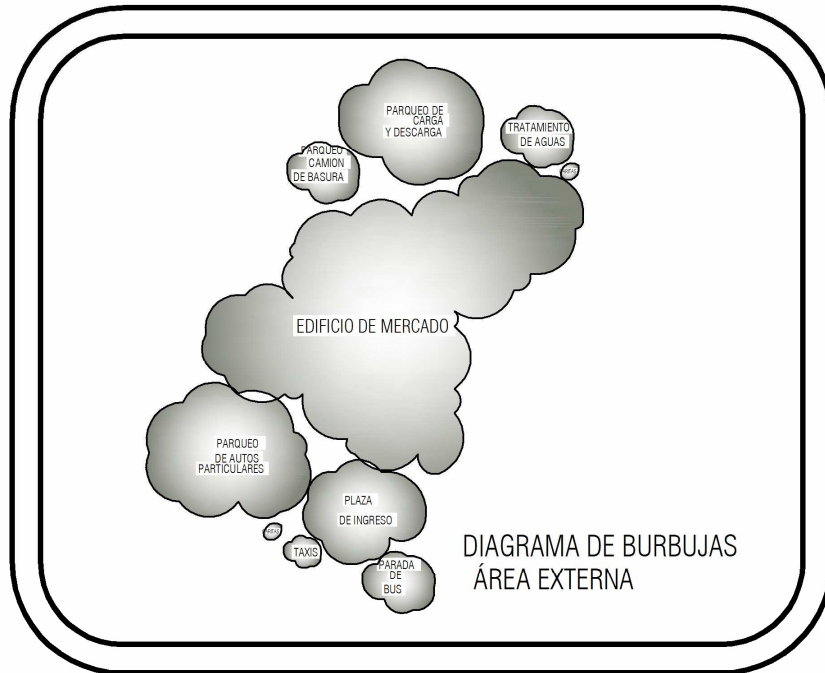 PARQUEO DE
CARGA
Y DESCARGA
TRATAMIENTO
DE AGUAS
PARQUEO
CAMION
DE BASURA
EDIFICIO DE MERCADO
PARQUEO
DE AUTOS
PARTICULARES
PLAZA
DE INGRESO
TAXIS
PARADA
DE
BUS
DIAGRAMA DE BURBUJAS
ÁREA EXTERNA